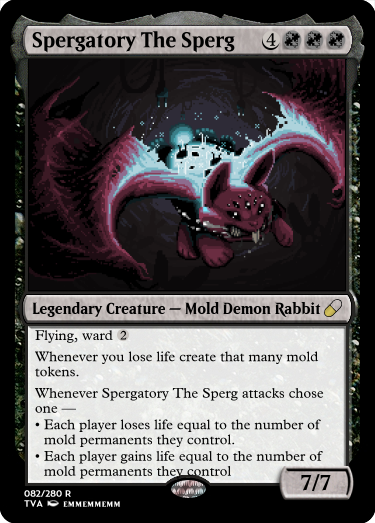 Spergatory The Sperg 4
Legendary Creature — Mold Demon Rabbit
Flying, ward 2
Whenever you lose life create that many mold
tokens.
Whenever Spergatory The Sperg attacks chose
one —
• Each player loses life equal to the number of
mold permanents they control.
• Each player gains life equal to the number of
mold permanents they control
7/7
082/280 R
TVA EMMEMMEMM